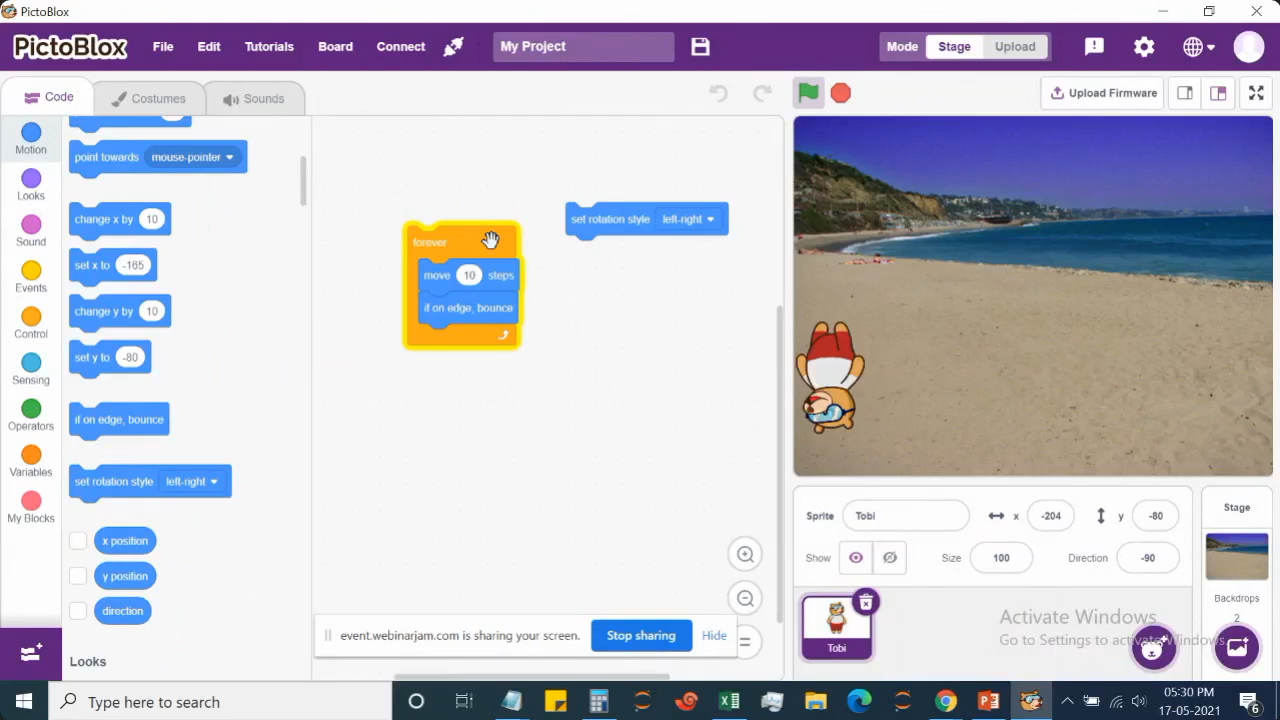 PictoBlox
PictoBlox File Edit Tutorials Board Connect My Project Mode Stage Upload
Code Costumes Sounds Upload Firmware
Motion
Looks
Sound
Events
Control
Sensing
Operators
Variables
My Blocks
point towards mouse-pointer
change x by 10
set x to -165
change y by 10
set y to -80
if on edge, bounce
set rotation style left-right
x position
y position
direction
Looks
forever
move 10 steps
if on edge, bounce
set rotation style left-right
event.webinarjam.com is sharing your screen. Stop sharing Hide
Sprite Tobi x -204 y -80
Show Size 100 Direction -90
Tobi
Stage
Backdrops
2
Activate Windows
Go to Settings to activate Windows.
Type here to search
05:30 PM
17-05-2021
6